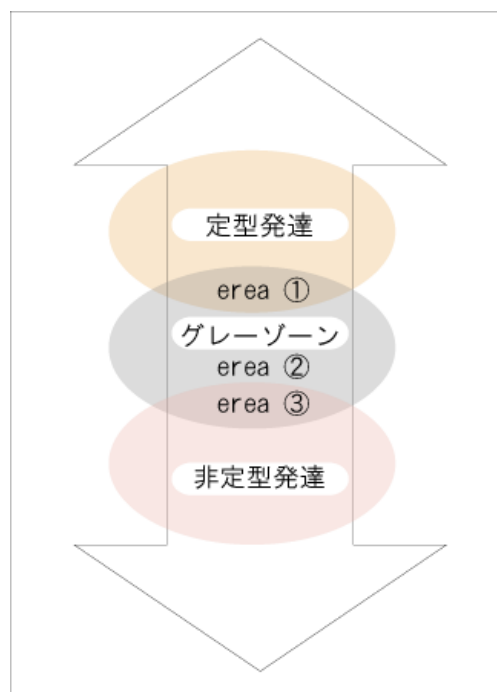 定型発達
erea ①
グレーゾーン
erea ②
erea ③
非定型発達